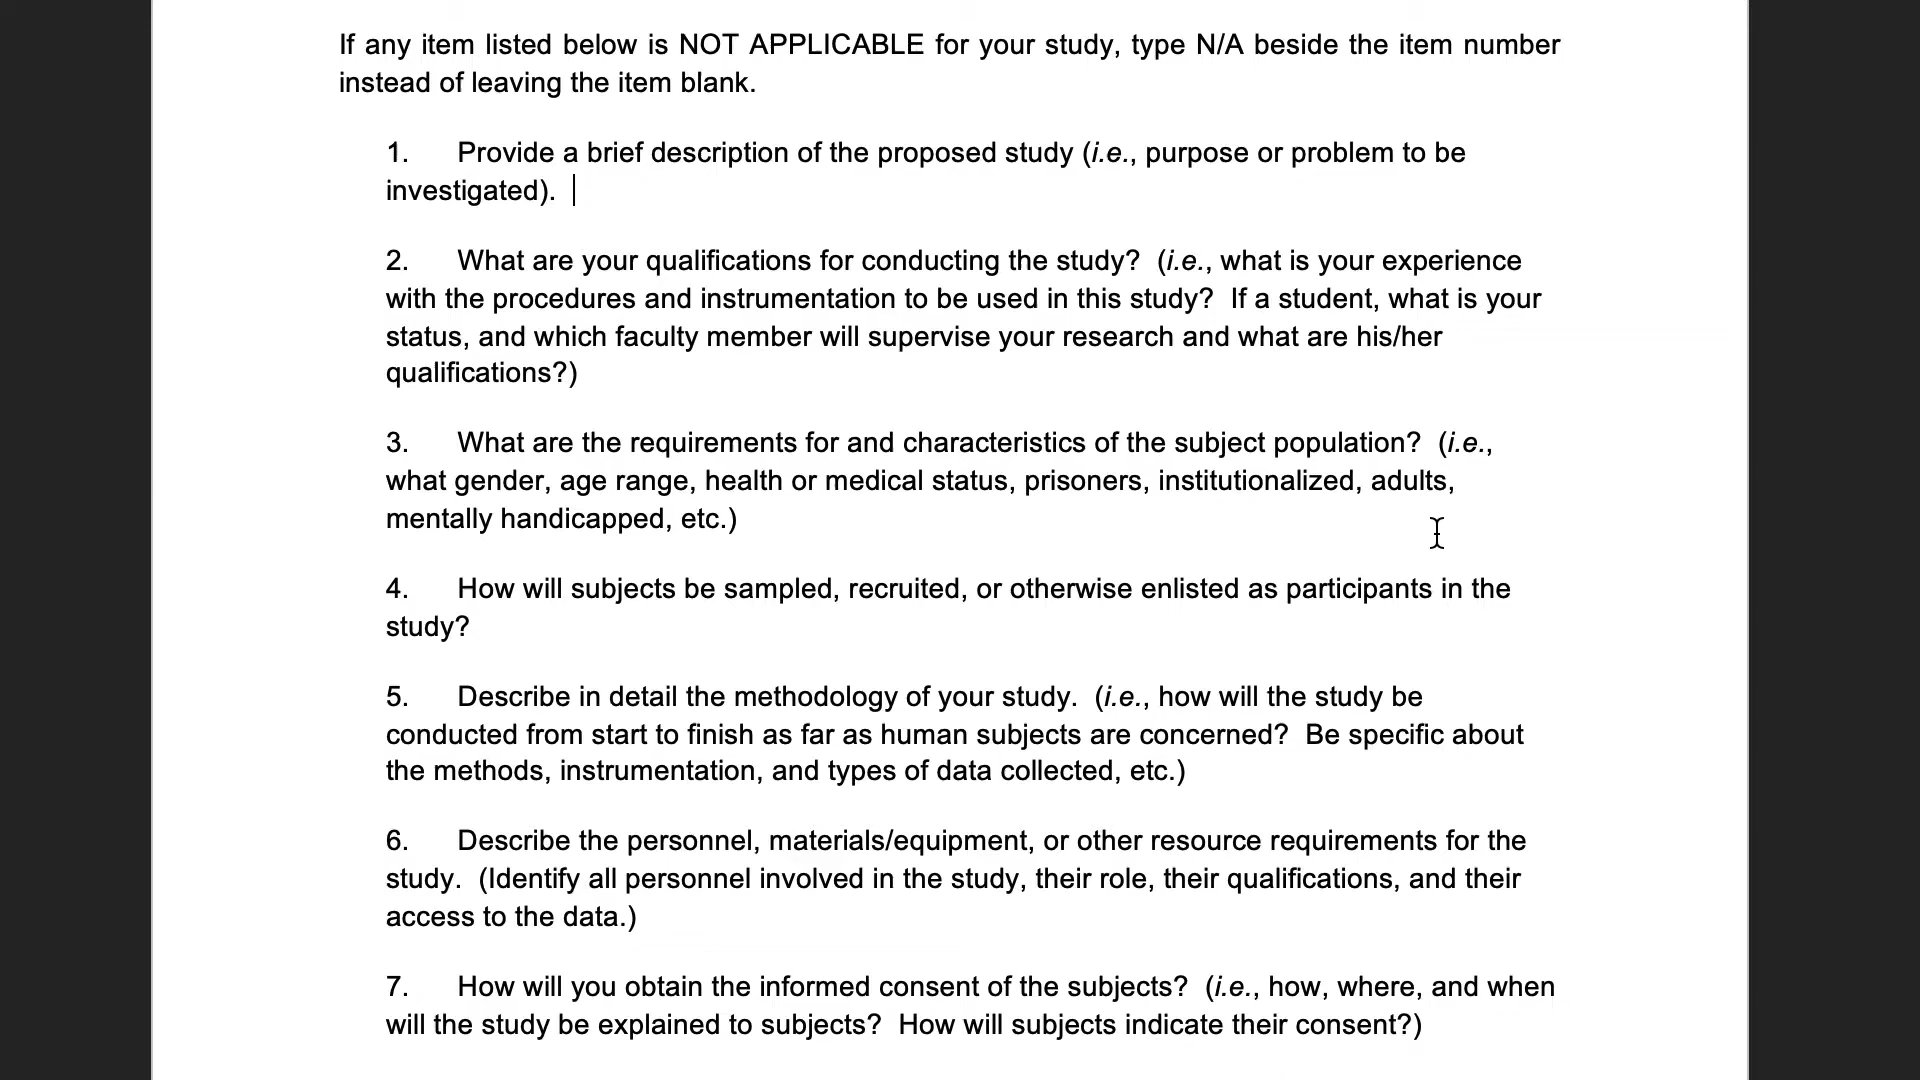 If any item listed below is NOT APPLICABLE for your study, type N/A beside the item number
instead of leaving the item blank.
1. Provide a brief description of the proposed study (i.e., purpose or problem to be
investigated).
2. What are your qualifications for conducting the study? (i.e., what is your experience
with the procedures and instrumentation to be used in this study? If a student, what is your
status, and which faculty member will supervise your research and what are his/her
qualifications?)
3. What are the requirements for and characteristics of the subject population? (i.e.,
what gender, age range, health or medical status, prisoners, institutionalized, adults,
mentally handicapped, etc.)
4. How will subjects be sampled, recruited, or otherwise enlisted as participants in the
study?
5. Describe in detail the methodology of your study. (i.e., how will the study be
conducted from start to finish as far as human subjects are concerned? Be specific about
the methods, instrumentation, and types of data collected, etc.)
6. Describe the personnel, materials/equipment, or other resource requirements for the
study. (Identify all personnel involved in the study, their role, their qualifications, and their
access to the data.)
7. How will you obtain the informed consent of the subjects? (i.e., how, where, and when
will the study be explained to subjects? How will subjects indicate their consent?)